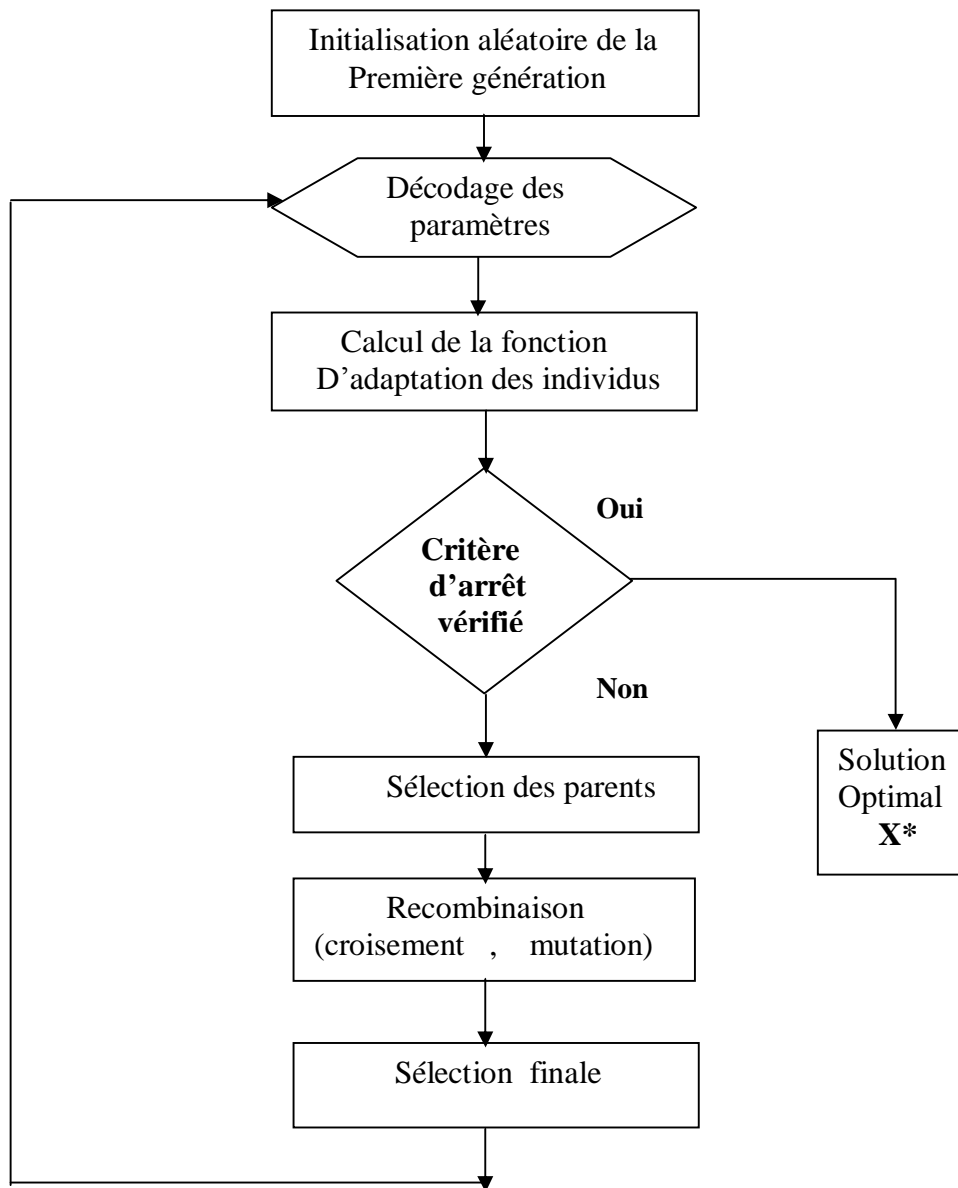 Initialisation aléatoire de la
Première génération
Décodage des
paramètres
Calcul de la fonction
D’adaptation des individus
Oui
Critère
d’arrêt
vérifié
Non
Sélection des parents
Solution
Optimal
X*
Recombinaison
(croisement , mutation)
Sélection finale